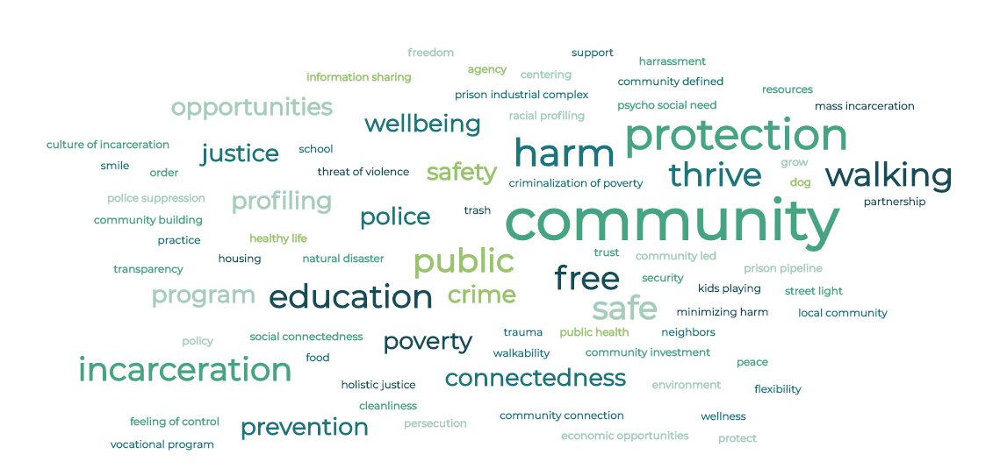 freedom
support
harrassment
agency
information sharing
centering
community defined
resources
prison industrial complex
opportunities
psycho social need
mass incarceration
racial profiling
wellbeing
protection
culture of incarceration
justice
school
harm
smile
order
threat of violence
safety
criminalization of poverty
thrive
grow
dog
walking
police suppression
profiling
partnership
community building
police
trash
community
practice
healthy life
housing
natural disaster
public
trust
community led
transparency
prison pipeline
free
security
program
education
crime
kids playing
street light
safe
minimizing harm
local community
policy
social connectedness
poverty
trauma
public health
neighbors
food
walkability
community investment
incarceration
peace
holistic justice
connectedness
environment
flexibility
cleanliness
feeling of control
prevention
persecution
community connection
wellness
vocational program
economic opportunities
protect